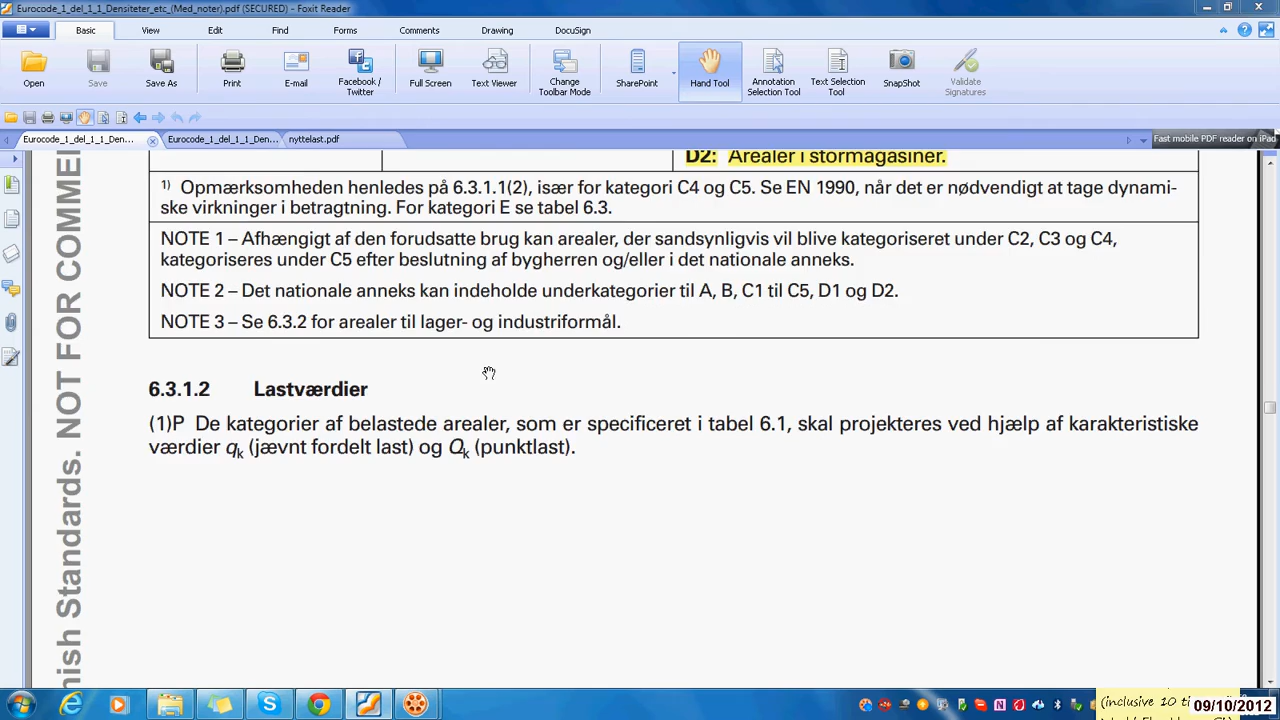 Eurocode_1_del_1_1_Densiteter_etc_(Med_noter).pdf (SECURED) - Foxit Reader
Basic View Edit Find Forms Comments Drawing DocuSign
Open Save Save As Print E-mail Facebook / Twitter Full Screen Text Viewer Change Toolbar Mode SharePoint Hand Tool Annotation Selection Tool Text Selection Tool SnapShot Validate Signatures
Eurocode_1_del_1_1_Den... Eurocode_1_del_1_1_Den... nyttelast.pdf Fast mobile PDF reader on iPad
D2: Arealer i stormagasiner.
1) Opmærksomheden henledes på 6.3.1.1(2), især for kategori C4 og C5. Se EN 1990, når det er nødvendigt at tage dynami-
ske virkninger i betragtning. For kategori E se tabel 6.3.
NOTE 1 – Afhængigt af den forudsatte brug kan arealer, der sandsynligvis vil blive kategoriseret under C2, C3 og C4,
kategoriseres under C5 efter beslutning af bygherren og/eller i det nationale anneks.
NOTE 2 – Det nationale anneks kan indeholde underkategorier til A, B, C1 til C5, D1 og D2.
NOTE 3 – Se 6.3.2 for arealer til lager- og industriformål.
6.3.1.2 Lastværdier
(1)P De kategorier af belastede arealer, som er specificeret i tabel 6.1, skal projekteres ved hjælp af karakteristiske
værdier qk (jævnt fordelt last) og Qk (punktlast).
nish Standards. NOT FOR COMME
(inclusive 10 ti
09/10/2012